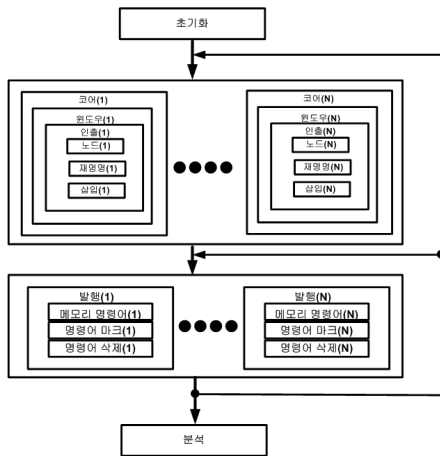 초기화
코어(1)
윈도우(1)
인출(1)
노드(1)
재명명(1)
삽입(1)
코어(N)
윈도우(N)
인출(N)
노드(N)
재명명(N)
삽입(N)
발행(1)
메모리 명령어(1)
명령어 마크(1)
명령어 삭제(1)
발행(N)
메모리 명령어(N)
명령어 마크(N)
명령어 삭제(N)
분석